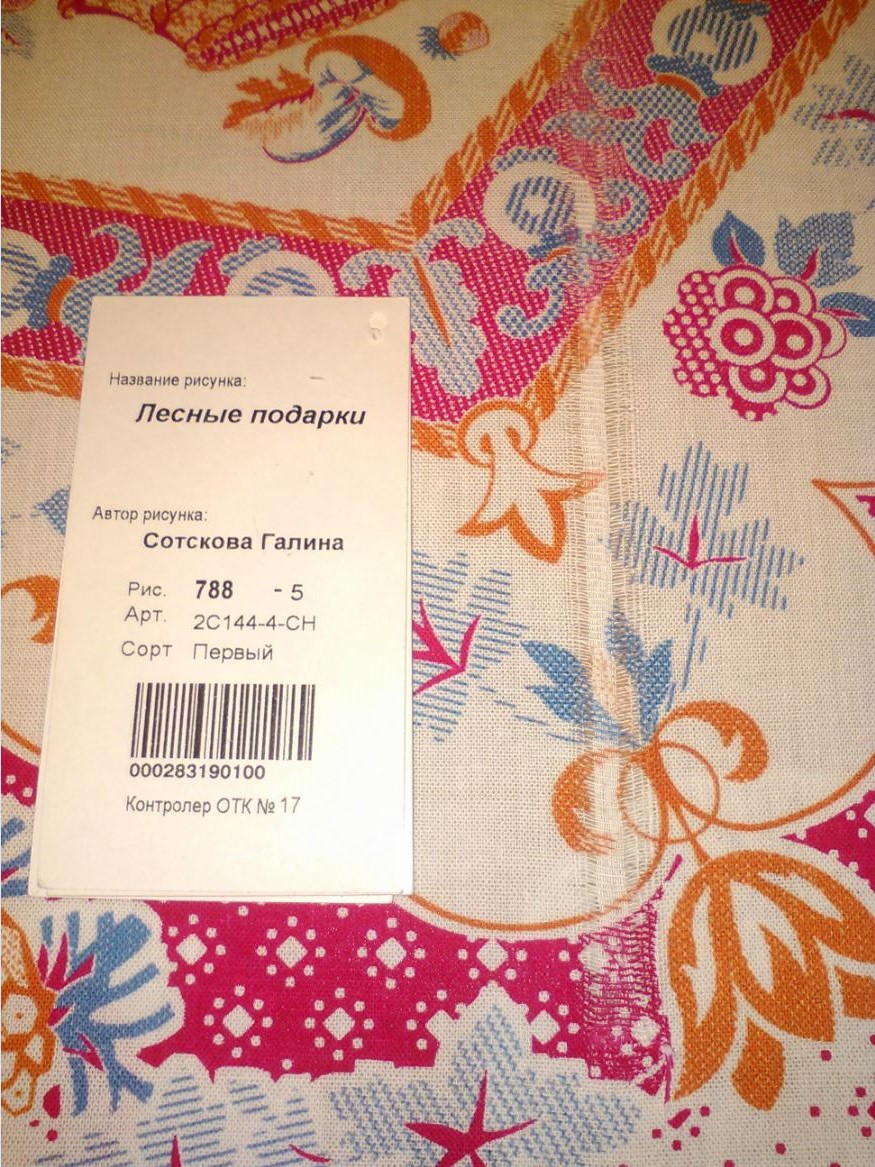 Название рисунка:
Лесные подарки
Автор рисунка:
Сотскова Галина
Рис. 788 - 5
Арт. 2С144-4-СН
Сорт Первый
000283190100
Контролер ОТК № 17